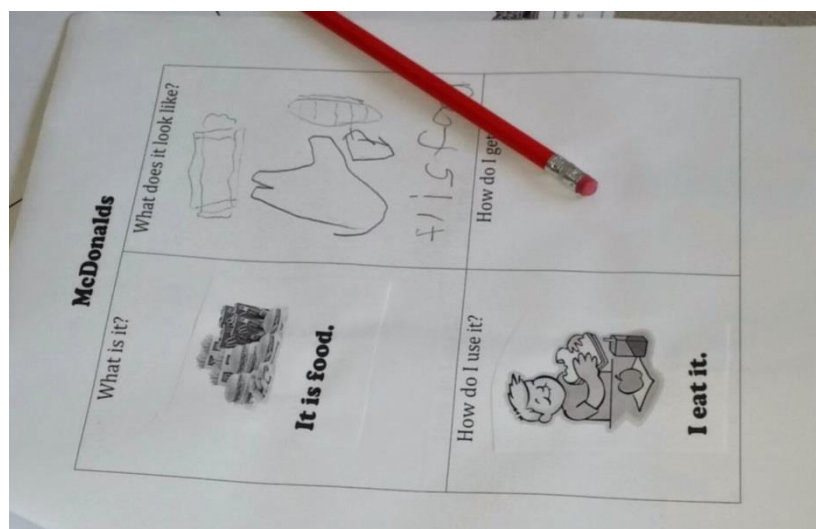 McDonalds
What is it?
What does it look like?
It is food.
How do I use it?
How do I
I eat it.